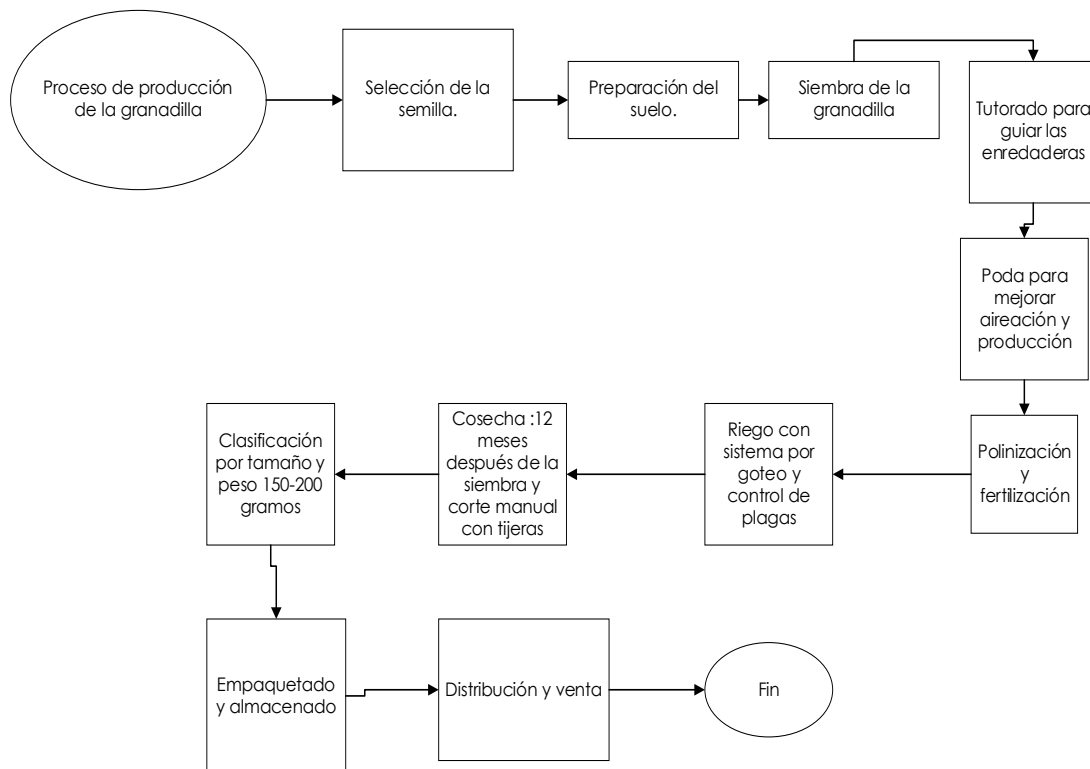 Proceso de producción
de la granadilla
Selección de la
semilla.
Preparación del
suelo.
Siembra de la
granadilla
Tutorado para
guiar las
enredaderas
Poda para
mejorar
aireación y
producción
Polinización
y
fertilización
Riego con
sistema por
goteo y
control de
plagas
Cosecha :12
meses
después de la
siembra y
corte manual
con tijeras
Clasificación
por tamaño y
peso 150-200
gramos
Empaquetado
y almacenado
Distribución y venta
Fin